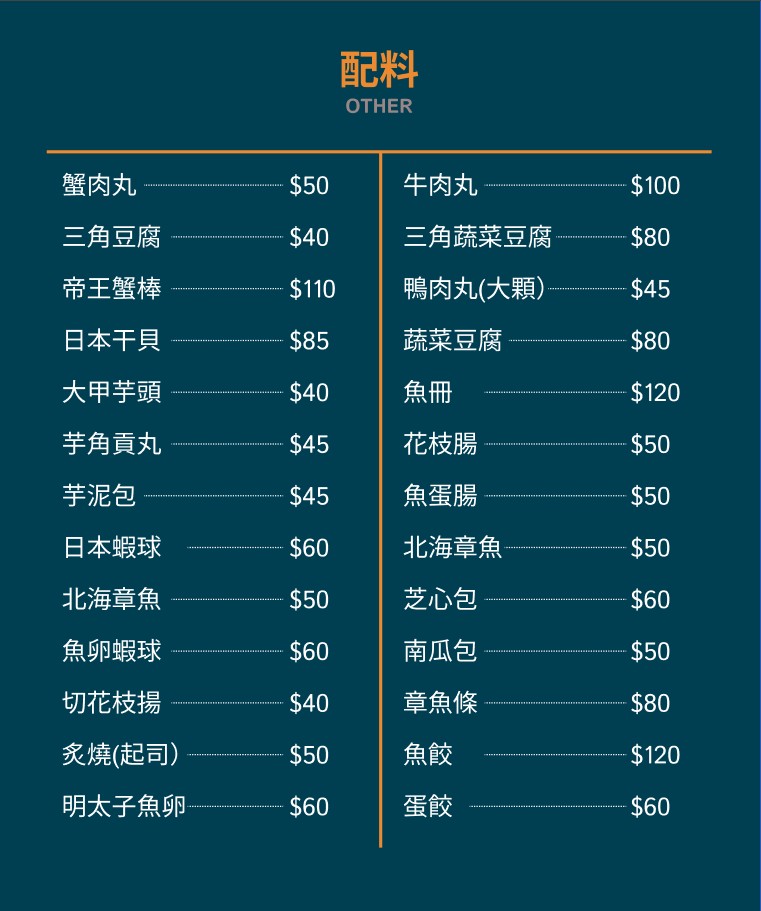 配料
OTHER
蟹肉丸 $50
三角豆腐 $40
帝王蟹棒 $110
日本干貝 $85
大甲芋頭 $40
芋角貢丸 $45
芋泥包 $45
日本蝦球 $60
北海章魚 $50
魚卵蝦球 $60
切花枝揚 $40
炙燒(起司) $50
明太子魚卵 $60
牛肉丸 $100
三角蔬菜豆腐 $80
鴨肉丸(大顆) $45
蔬菜豆腐 $80
魚冊 $120
花枝腸 $50
魚蛋腸 $50
北海章魚 $50
芝心包 $60
南瓜包 $50
章魚條 $80
魚餃 $120
蛋餃 $60